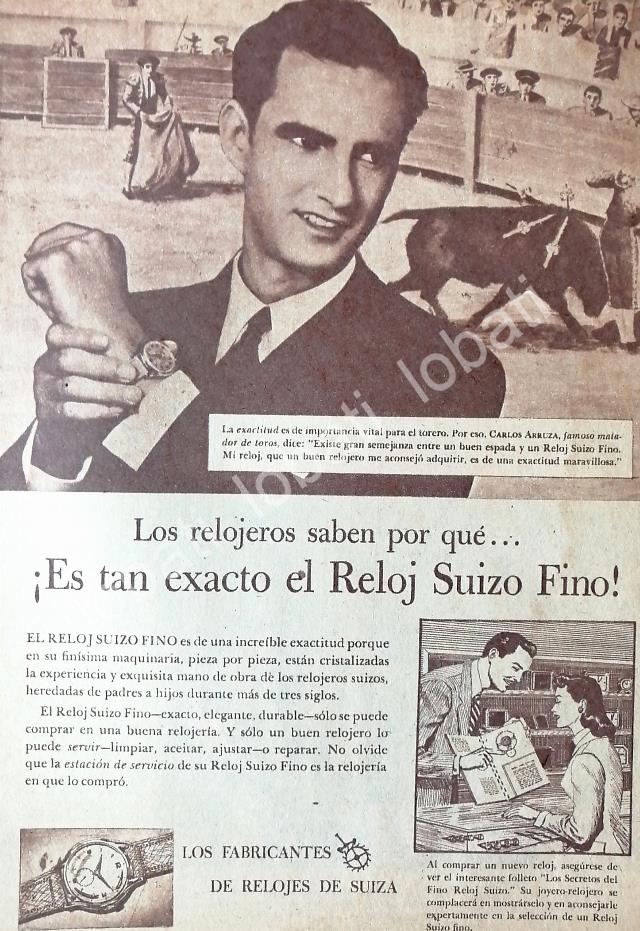 La exactitud es de importancia vital para el torero. Por eso, CARLOS ARRUZA, famoso mata-
dor de toros, dice: "Existe gran semejanza entre un buen espada y un Reloj Suizo Fino.
Mi reloj, que un buen relojero me aconsejó adquirir, es de una exactitud maravillosa."
lobati lobati lobati
Los relojeros saben por qué...
¡Es tan exacto el Reloj Suizo Fino!
EL RELOJ SUIZO FINO es de una increíble exactitud porque
en su finísima maquinaria, pieza por pieza, están cristalizadas
la experiencia y exquisita mano de obra de los relojeros suizos,
heredadas de padres a hijos durante más de tres siglos.
El Reloj Suizo Fino—exacto, elegante, durable—sólo se puede
comprar en una buena relojería. Y sólo un buen relojero lo
puede servir—limpiar, aceitar, ajustar—o reparar. No olvide
que la estación de servicio de su Reloj Suizo Fino es la relojería
en que lo compró.
LOS FABRICANTES
DE RELOJES DE SUIZA
Al comprar un nuevo reloj, asegúrese de
ver el interesante folleto "Los Secretos del
Fino Reloj Suizo." Su joyero-relojero se
complacerá en mostrárselo y en aconsejarle
expertamente en la selección de un Reloj
Suizo fino.